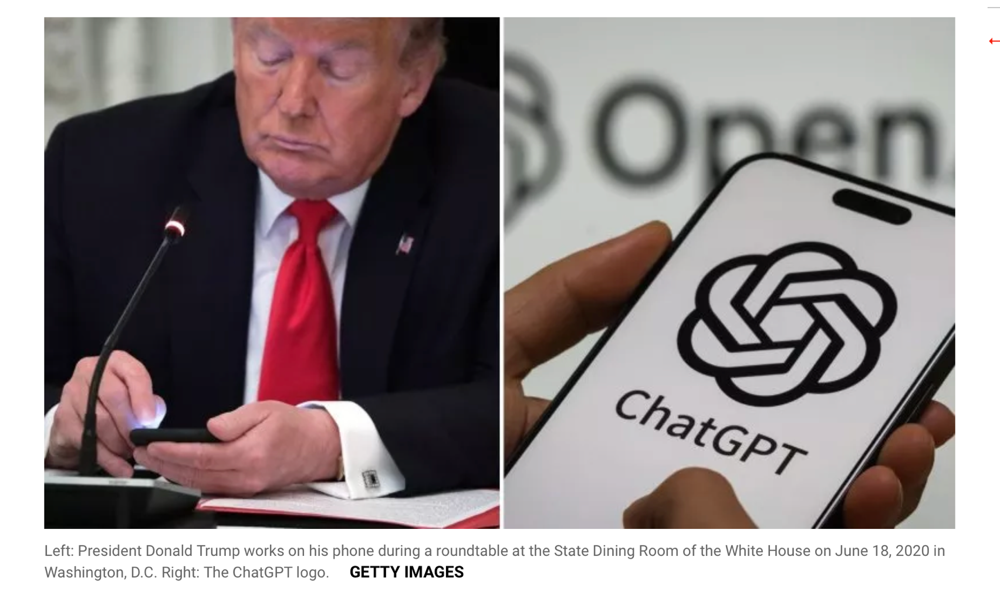 Open
ChatGPT
Left: President Donald Trump works on his phone during a roundtable at the State Dining Room of the White House on June 18, 2020 in
Washington, D.C. Right: The ChatGPT logo. GETTY IMAGES